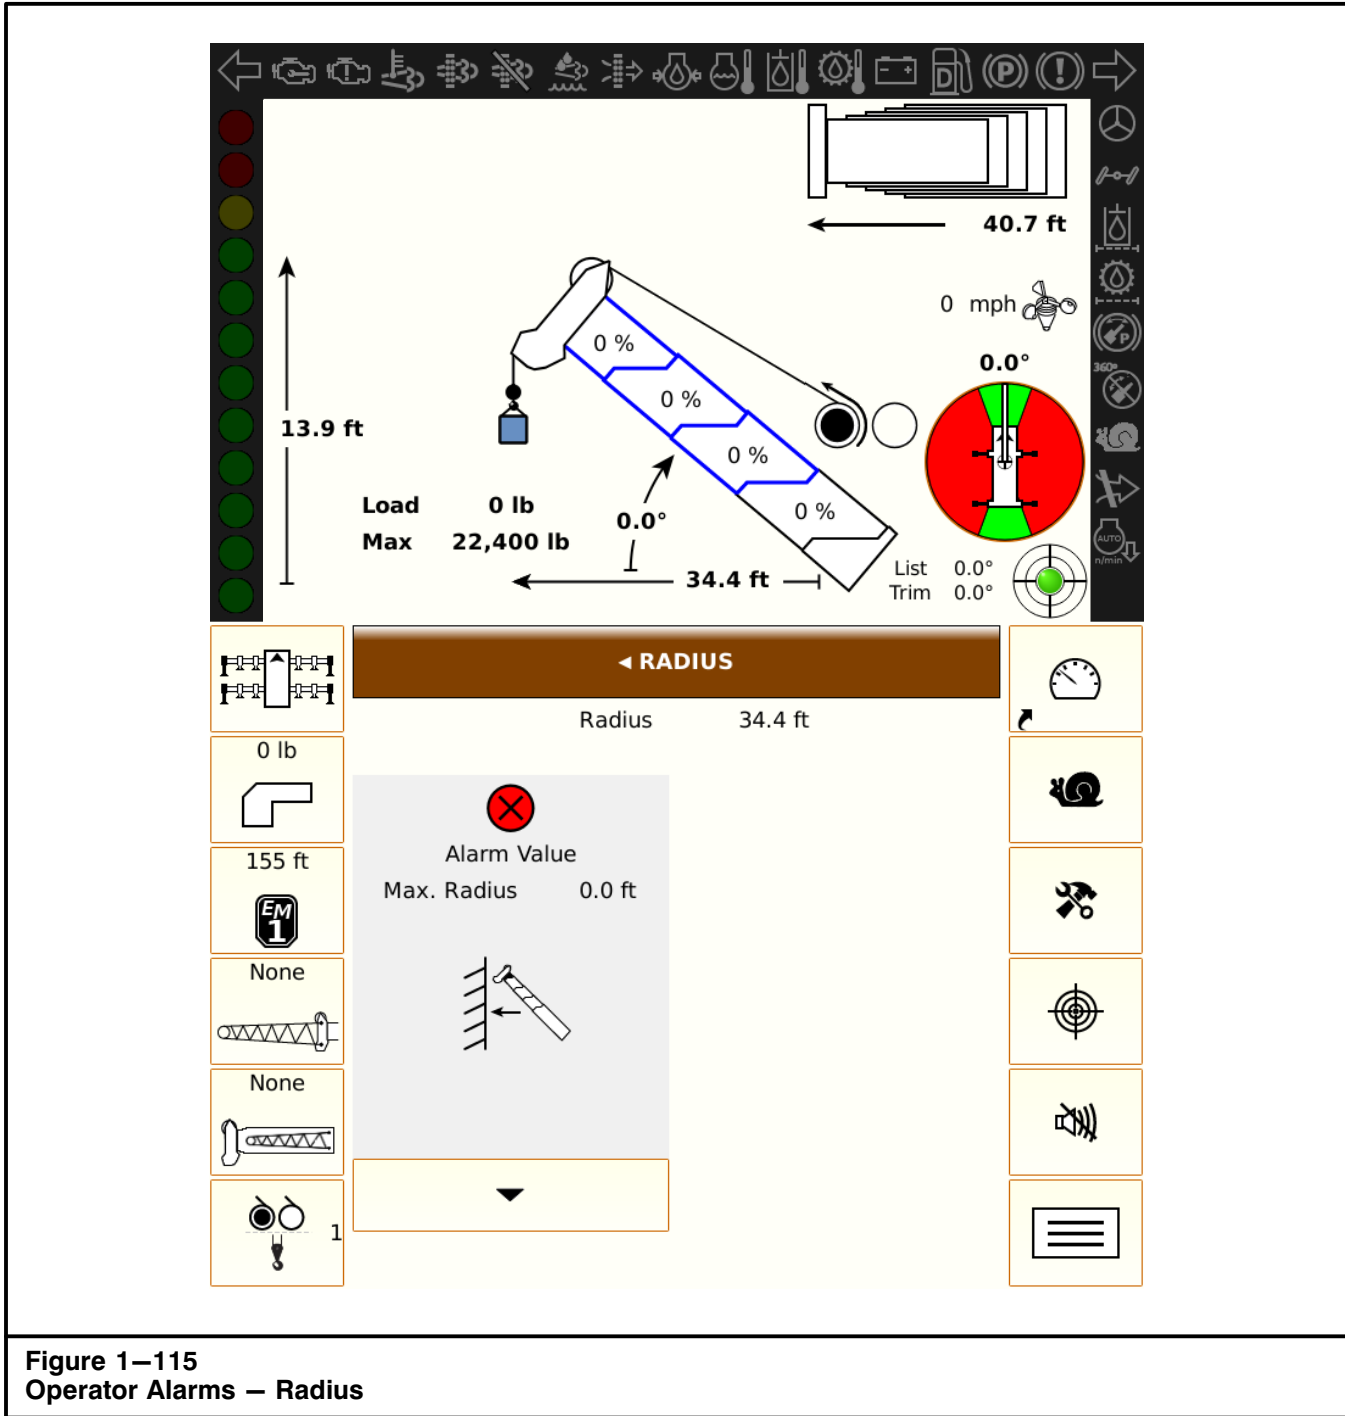 D
P
!
40.7 ft
0 mph
P
360°
0.0°
0 %
0 %
0 %
0 %
13.9 ft
Load 0 lb
Max 22,400 lb
0.0°
34.4 ft
AUTO
n/min
List 0.0°
Trim 0.0°
◄ RADIUS
Radius 34.4 ft
0 lb
Alarm Value
Max. Radius 0.0 ft
155 ft
EM
1
None
None
1
Figure 1–115
Operator Alarms – Radius